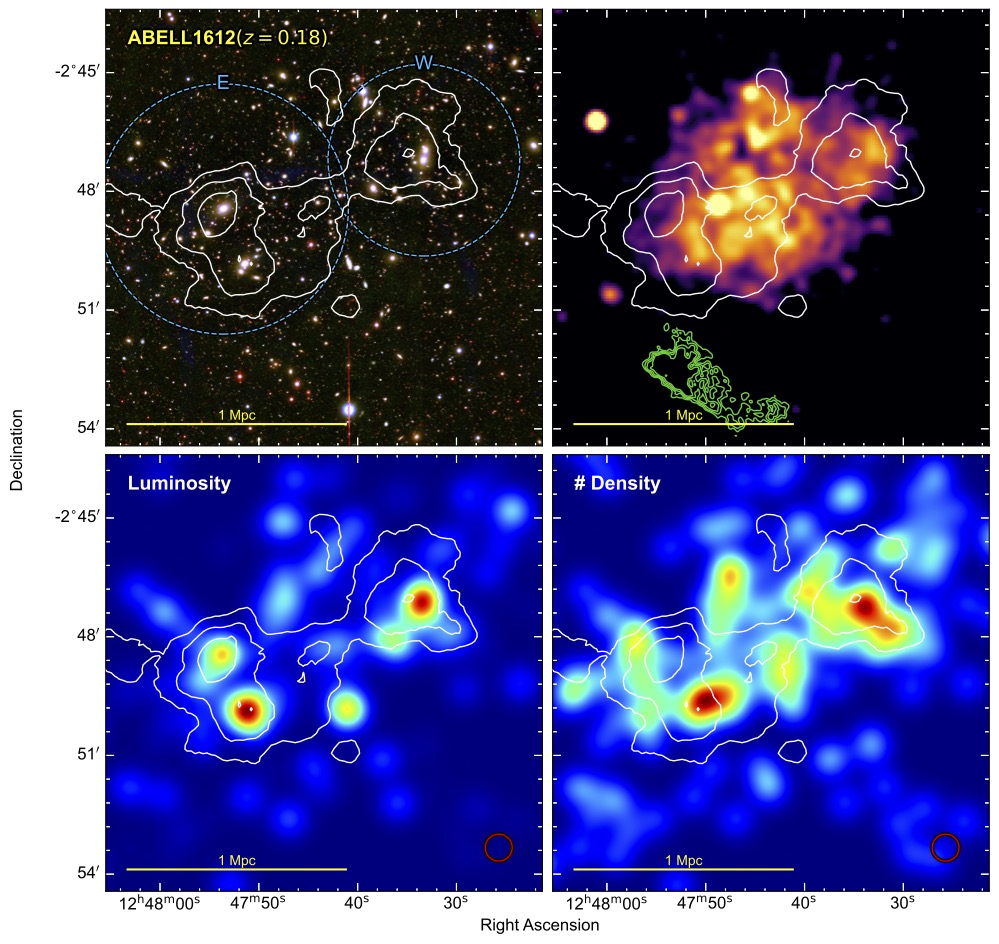 ABELL1612(z = 0.18)
E
W
-2°45′
48′
51′
54′
1 Mpc
1 Mpc
Declination
Luminosity
# Density
-2°45′
48′
51′
54′
1 Mpc
1 Mpc
12ʰ48ᵐ00ˢ
47ᵐ50ˢ
40ˢ
30ˢ
12ʰ48ᵐ00ˢ
47ᵐ50ˢ
40ˢ
30ˢ
Right Ascension